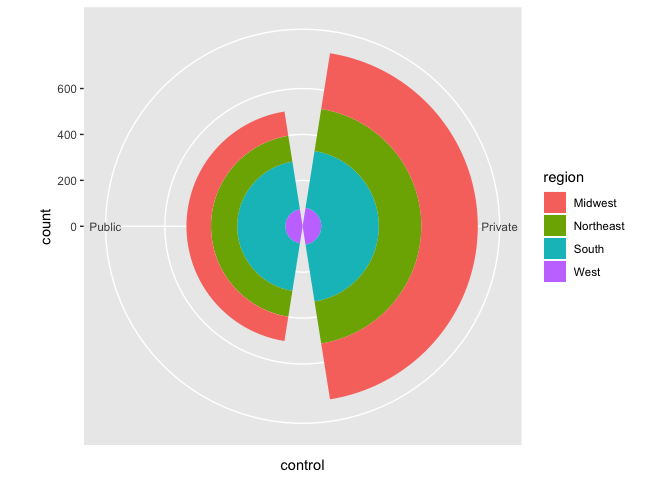 600
400
200
0
count
Public
Private
control
region
Midwest
Northeast
South
West